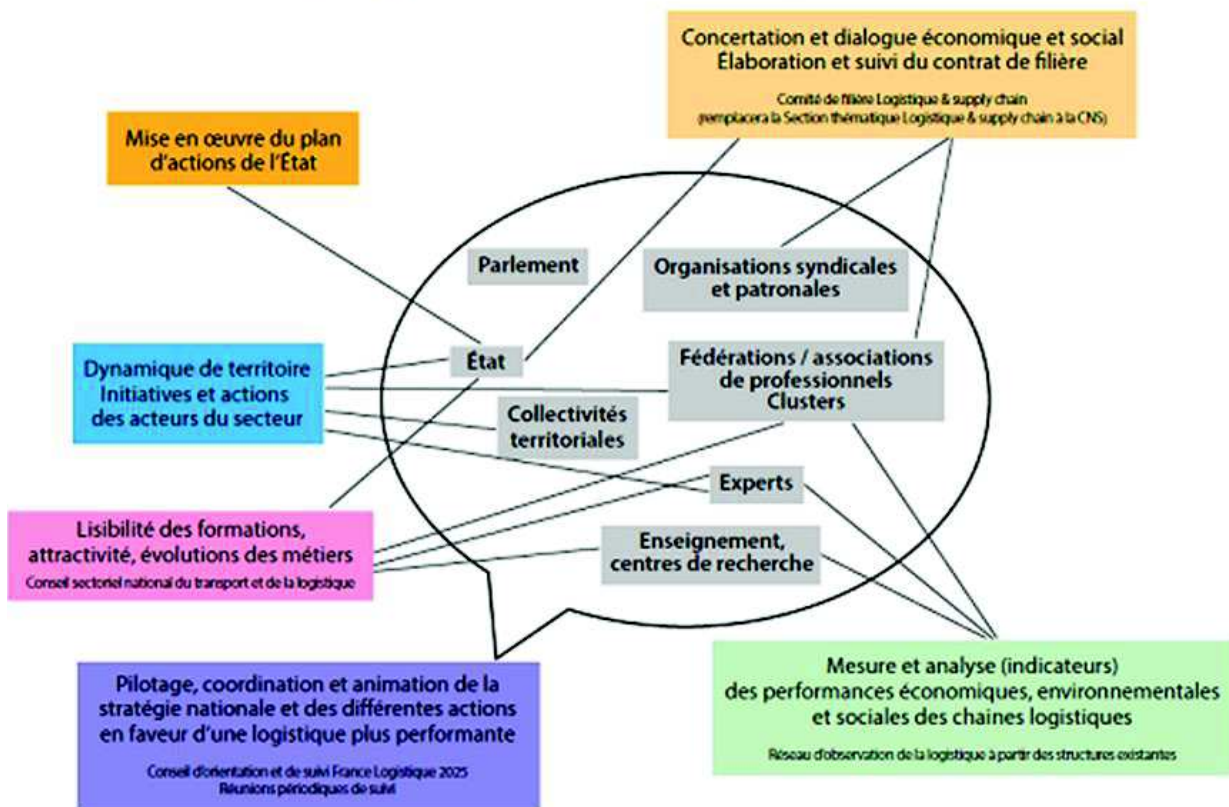 Concertation et dialogue économique et social
Élaboration et suivi du contrat de filière
Comité de filière Logistique & supply chain
(remplacera la Section thématique Logistique & supply chain à la CNS)
Mise en œuvre du plan
d'actions de l'État
Parlement
Organisations syndicales
et patronales
État
Fédérations / associations
de professionnels
Clusters
Dynamique de territoire
Initiatives et actions
des acteurs du secteur
Collectivités
territoriales
Experts
Lisibilité des formations,
attractivité, évolutions des métiers
Conseil sectoriel national du transport et de la logistique
Enseignement,
centres de recherche
Pilotage, coordination et animation de la
stratégie nationale et des différentes actions
en faveur d'une logistique plus performante
Conseil d'orientation et de suivi France Logistique 2025
Réunions périodiques de suivi
Mesure et analyse (indicateurs)
des performances économiques, environnementales
et sociales des chaines logistiques
Réseau d'observation de la logistique à partir des structures existantes